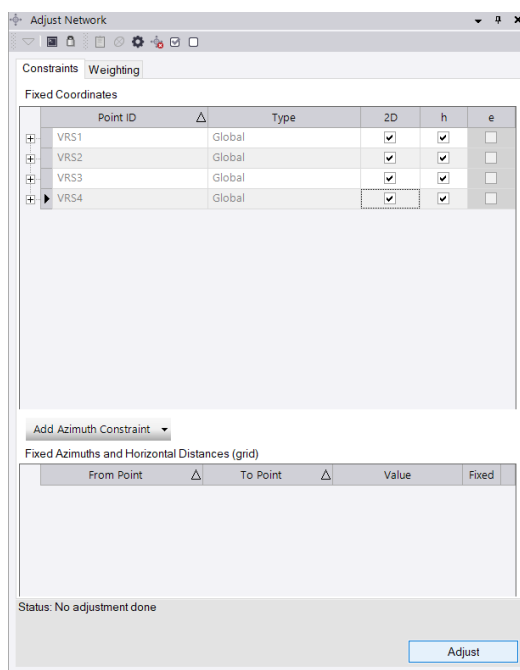 Adjust Network
Constraints Weighting
Fixed Coordinates
Point ID Type 2D h e
VRS1 Global
VRS2 Global
VRS3 Global
VRS4 Global
Add Azimuth Constraint
Fixed Azimuths and Horizontal Distances (grid)
From Point To Point Value Fixed
Status: No adjustment done
Adjust